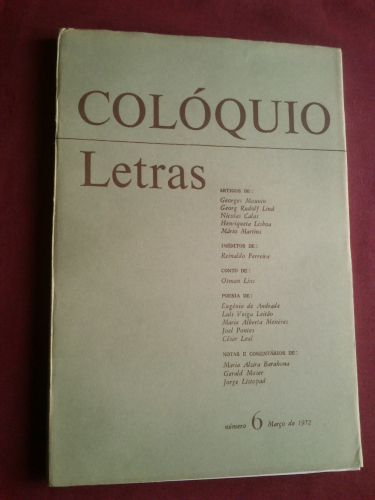 COLÓQUIO
Letras
ARTIGOS DE:
Georges Mounin
Georg Rudolf Lind
Nicolas Calas
Henriqueta Lisboa
Mário Martins
INÉDITOS DE:
Reinaldo Ferreira
CONTO DE:
Osman Lins
POESIA DE:
Eugénio de Andrade
Luís Veiga Leitão
Maria Alberta Menéres
José Pontes
César Leal
NOTAS E COMENTÁRIOS DE:
Maria Alzira Barahona
Gerald Moser
Jorge Listopad
número 6 Março de 1972